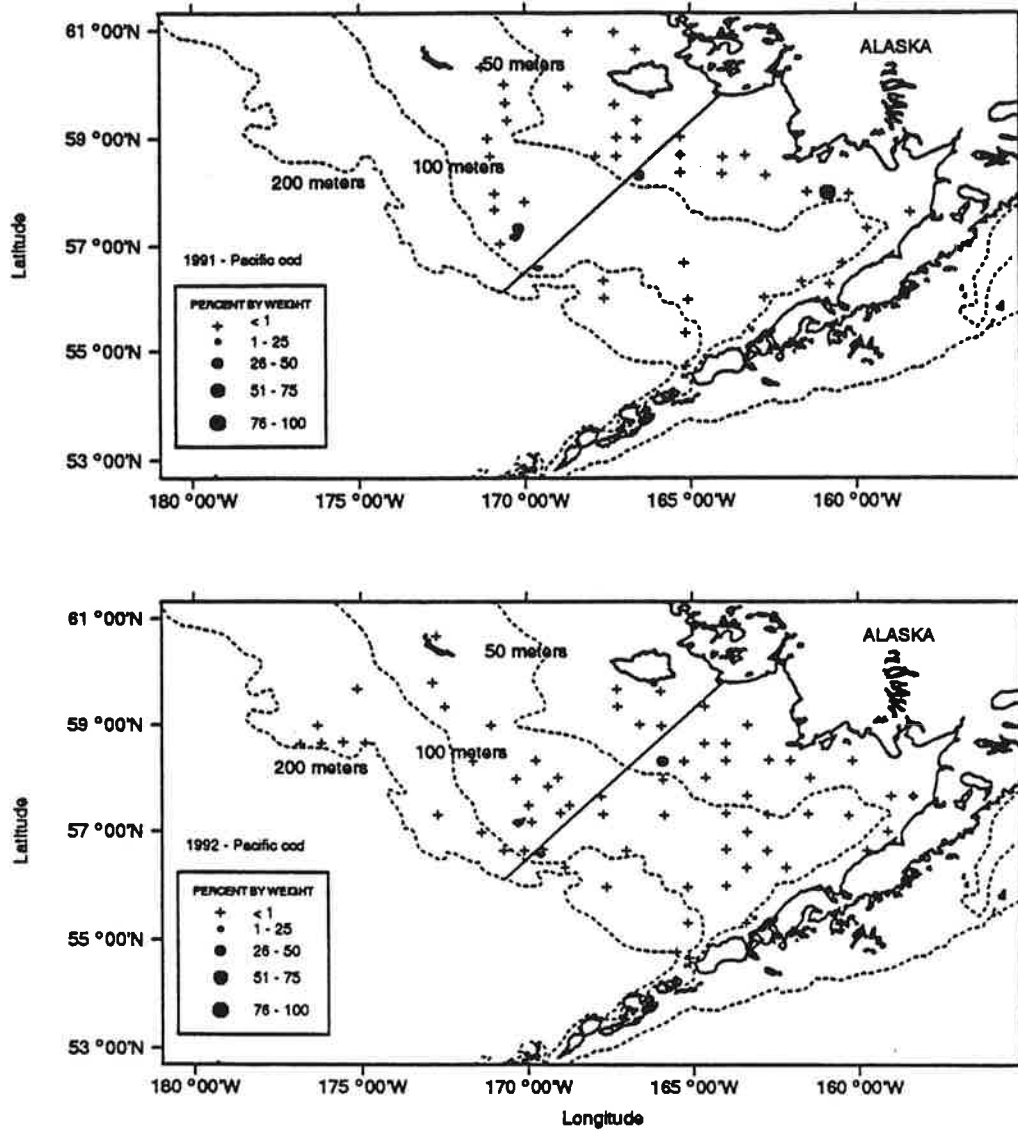 61 °00'N
59 °00'N
57 °00'N
55 °00'N
53 °00'N
Latitude
50 meters
ALASKA
100 meters
200 meters
1991 - Pacific cod
PERCENT BY WEIGHT
< 1
1 - 25
26 - 50
51 - 75
76 - 100
180 °00'W
175 °00'W
170 °00'W
165 °00'W
160 °00'W
61 °00'N
59 °00'N
57 °00'N
55 °00'N
53 °00'N
Latitude
50 meters
ALASKA
100 meters
200 meters
1992 - Pacific cod
PERCENT BY WEIGHT
< 1
1 - 25
26 - 50
51 - 75
76 - 100
180 °00'W
175 °00'W
170 °00'W
165 °00'W
160 °00'W
Longitude